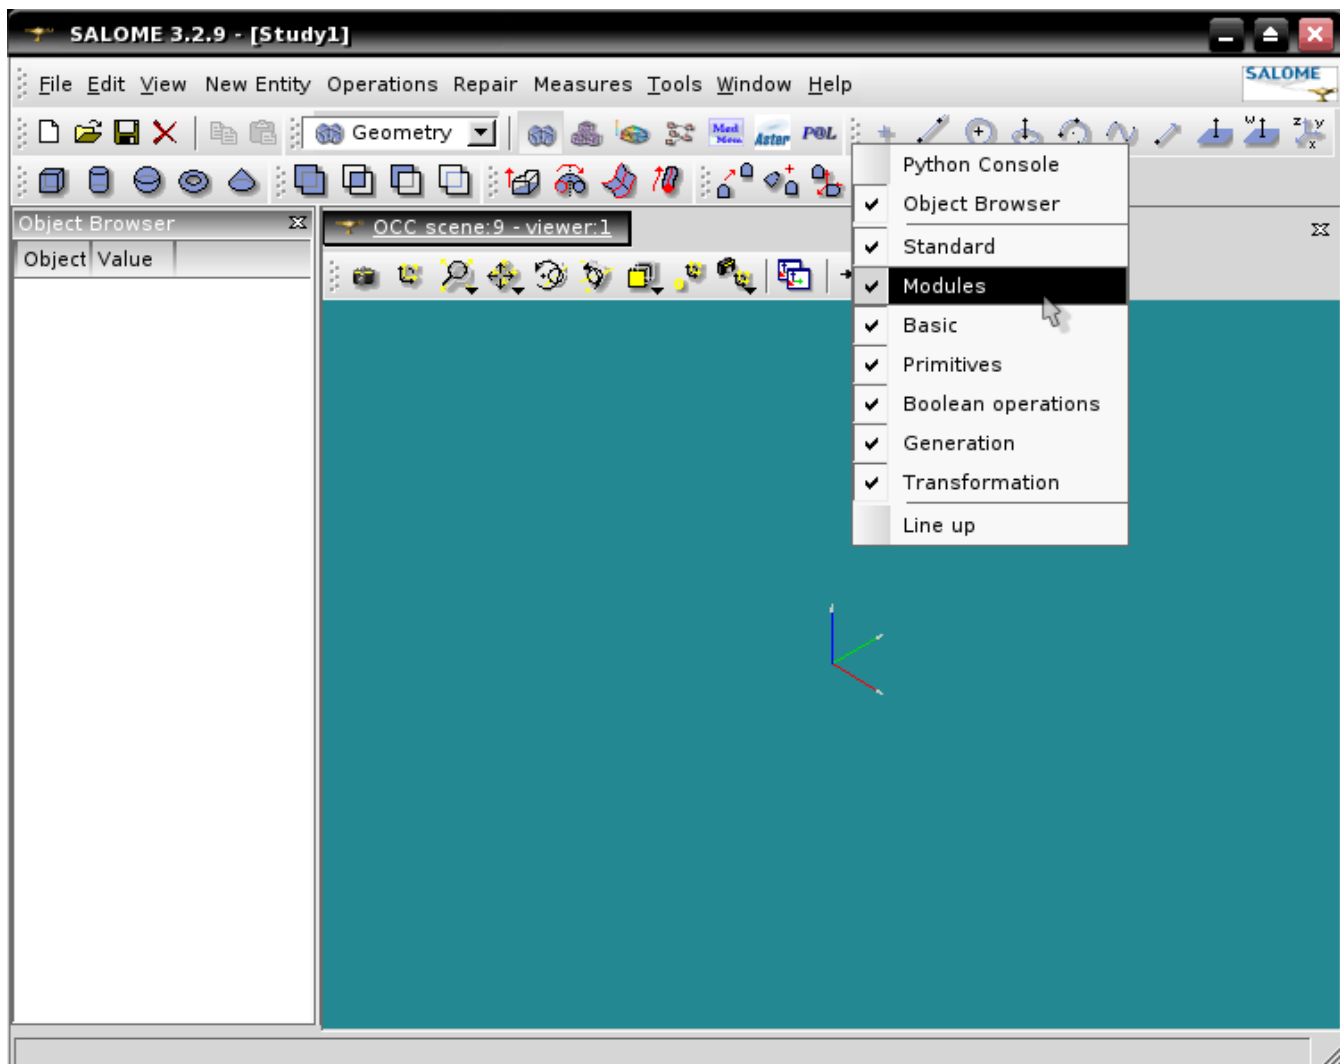 SALOME 3.2.9 - [Study1]
File Edit View New Entity Operations Repair Measures Tools Window Help
SALOME
Geometry
Med
Mem.
Aster
POL
w
z y
x
Python Console
Object Browser
Standard
Modules
Basic
Primitives
Boolean operations
Generation
Transformation
Line up
Object Browser
Object Value
OCC scene:9 - viewer:1